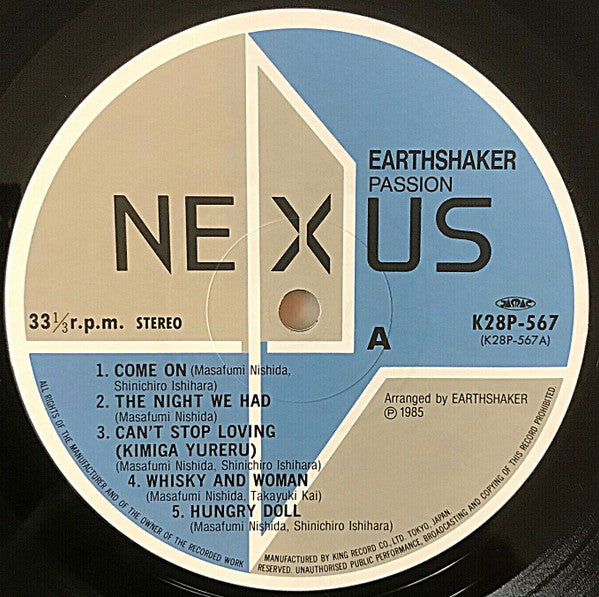 EARTHSHAKER
PASSION
NEXUS
33 1/3 r.p.m. STEREO
A
JASRAC
K28P-567
(K28P-567A)
1. COME ON (Masafumi Nishida,
Shinichiro Ishihara)
2. THE NIGHT WE HAD
(Masafumi Nishida)
3. CAN'T STOP LOVING
(KIMIGA YURERU)
(Masafumi Nishida, Shinichiro Ishihara)
4. WHISKY AND WOMAN
(Masafumi Nishida, Takayuki Kai)
5. HUNGRY DOLL
(Masafumi Nishida, Shinichiro Ishihara)
Arranged by EARTHSHAKER
Ⓟ 1985
ALL RIGHTS OF THE MANUFACTURER AND OF THE OWNER OF THE RECORDED WORK
RESERVED. UNAUTHORISED PUBLIC PERFORMANCE, BROADCASTING AND COPYING OF THIS RECORD PROHIBITED.
MANUFACTURED BY KING RECORD CO., LTD. TOKYO, JAPAN